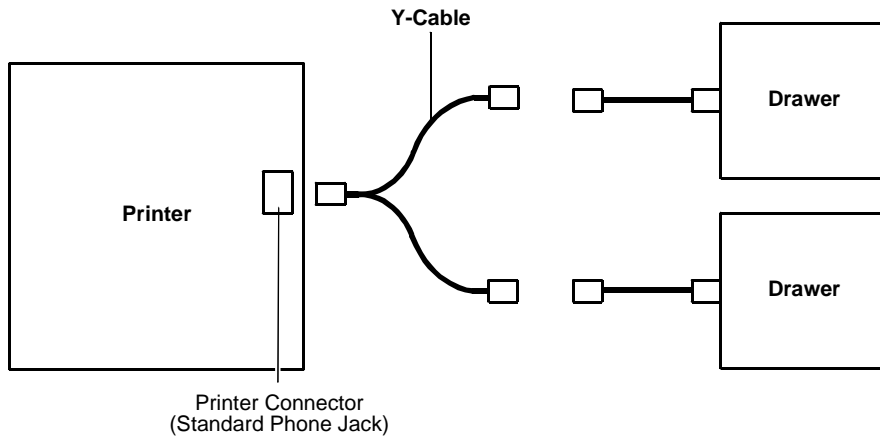 Y-Cable
Drawer
Printer
Drawer
Printer Connector
(Standard Phone Jack)